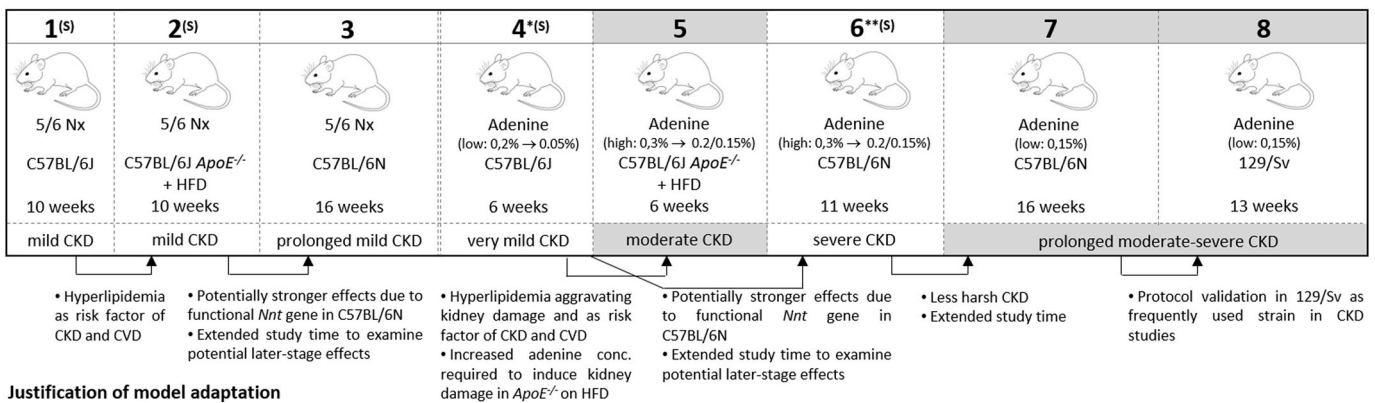 1(S) 2(S) 3 4*(S) 5 6**(S) 7 8
5/6 Nx 5/6 Nx 5/6 Nx Adenine Adenine Adenine Adenine Adenine
(low: 0,2% → 0.05%) (high: 0,3% → 0.2/0.15%) (high: 0,3% → 0.2/0.15%) (low: 0,15%) (low: 0,15%)
C57BL/6J C57BL/6J ApoE-/- C57BL/6N C57BL/6J C57BL/6J ApoE-/- C57BL/6N C57BL/6N 129/Sv
+ HFD + HFD
10 weeks 10 weeks 16 weeks 6 weeks 6 weeks 11 weeks 16 weeks 13 weeks
mild CKD mild CKD prolonged mild CKD very mild CKD moderate CKD severe CKD prolonged moderate-severe CKD
• Hyperlipidemia
as risk factor of
CKD and CVD
• Potentially stronger effects due to
functional Nnt gene in C57BL/6N
• Extended study time to examine
potential later-stage effects
• Hyperlipidemia aggravating
kidney damage and as risk
factor of CKD and CVD
• Increased adenine conc.
required to induce kidney
damage in ApoE-/- on HFD
• Potentially stronger effects due
to functional Nnt gene in
C57BL/6N
• Extended study time to examine
potential later-stage effects
• Less harsh CKD
• Extended study time
• Protocol validation in 129/Sv as
frequently used strain in CKD
studies
Justification of model adaptation